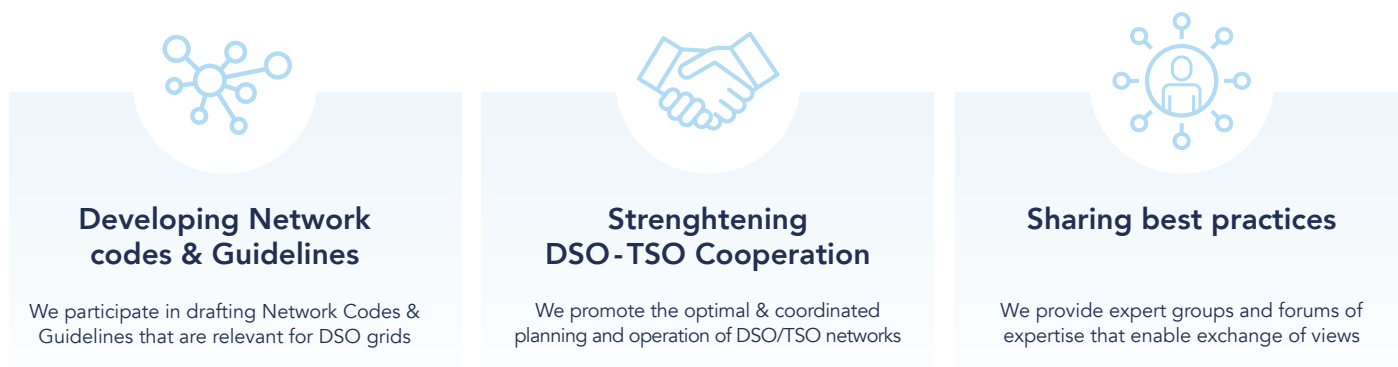 Developing Network
codes & Guidelines
We participate in drafting Network Codes &
Guidelines that are relevant for DSO grids
Strenghtening
DSO-TSO Cooperation
We promote the optimal & coordinated
planning and operation of DSO/TSO networks
Sharing best practices
We provide expert groups and forums of
expertise that enable exchange of views